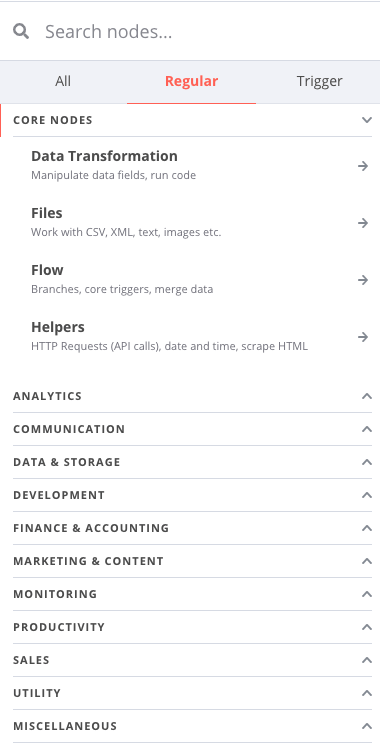 Search nodes...
All Regular Trigger
CORE NODES
Data Transformation
Manipulate data fields, run code
Files
Work with CSV, XML, text, images etc.
Flow
Branches, core triggers, merge data
Helpers
HTTP Requests (API calls), date and time, scrape HTML
ANALYTICS
COMMUNICATION
DATA & STORAGE
DEVELOPMENT
FINANCE & ACCOUNTING
MARKETING & CONTENT
MONITORING
PRODUCTIVITY
SALES
UTILITY
MISCELLANEOUS